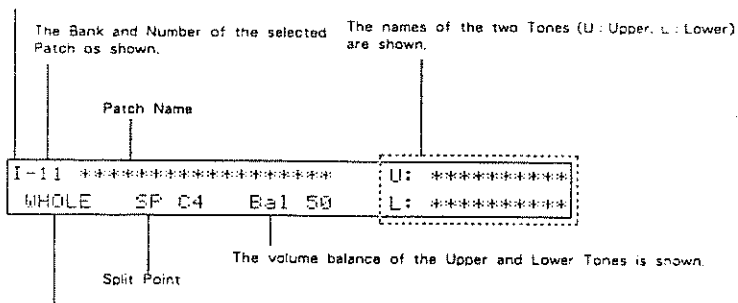 The Bank and Number of the selected
Patch as shown.
The names of the two Tones (U : Upper, L : Lower)
are shown.
Patch Name
I-11 ******************
U: **********
WHOLE SP C4 Bal 50
L: **********
The volume balance of the Upper and Lower Tones is shown.
Split Point